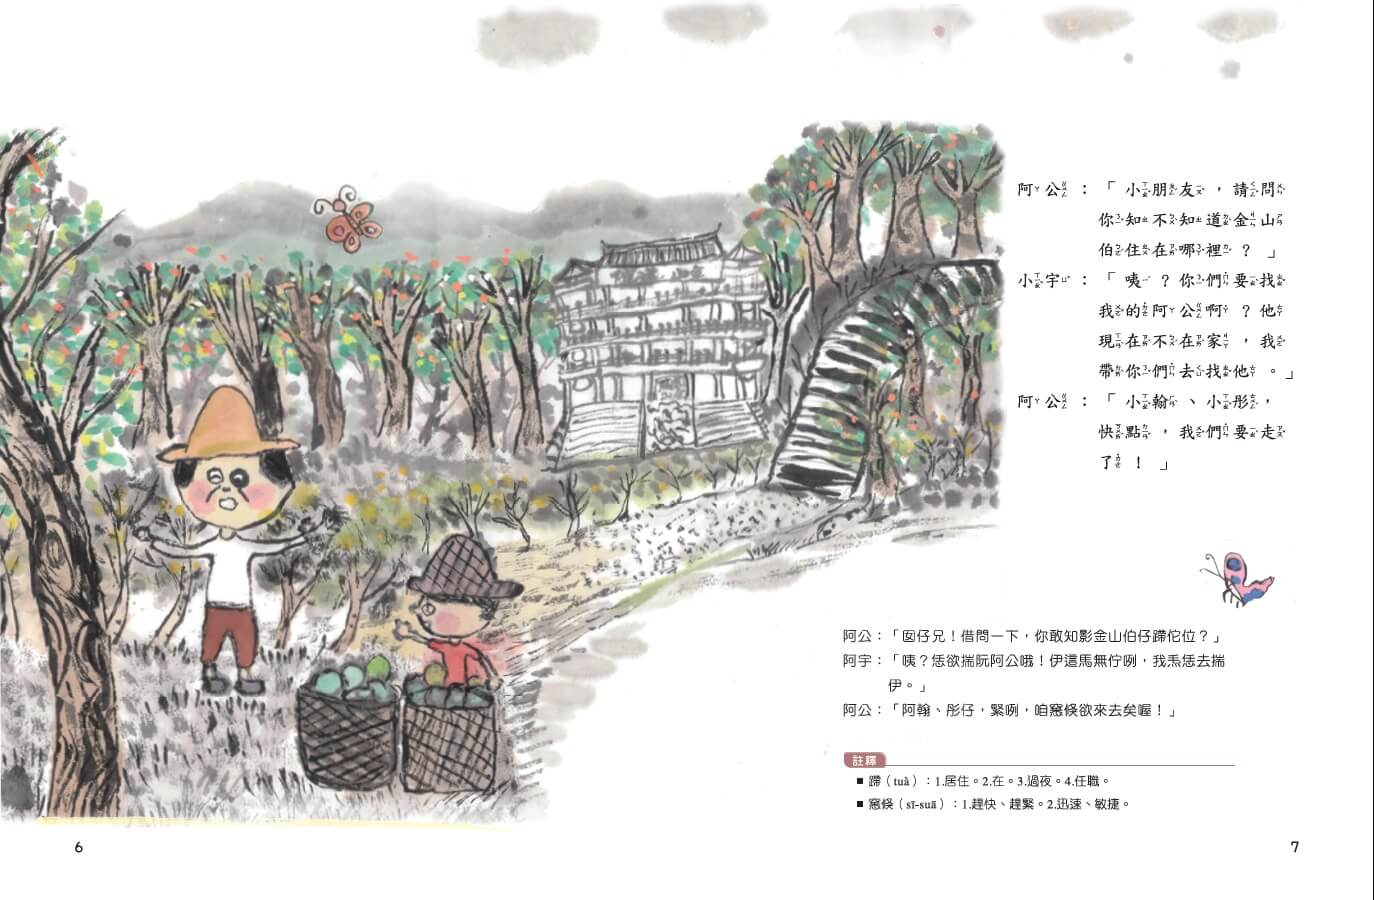 阿公：「小朋友，請問
你知不知道金山
伯住在哪裡？」
小宇：「咦？你們要找
我的阿公啊？他
現在不在家，我
帶你們去找他。」
阿公：「小翰、小彤，
快點，我們要走
了！」
阿公：「囡仔兄！借問一下，你敢知影金山伯仔蹛佗位？」
阿宇：「咦？恁欲揣阮阿公哦！伊這馬無佇咧，我𤆬恁去揣
伊。」
阿公：「阿翰、彤仔，緊咧，咱窸倏欲來去矣喔！」
註釋
■ 蹛（tuà）：1.居住。2.在。3.過夜。4.任職。
■ 窸倏（sī-suā）：1.趕快、趕緊。2.迅速、敏捷。
6
7